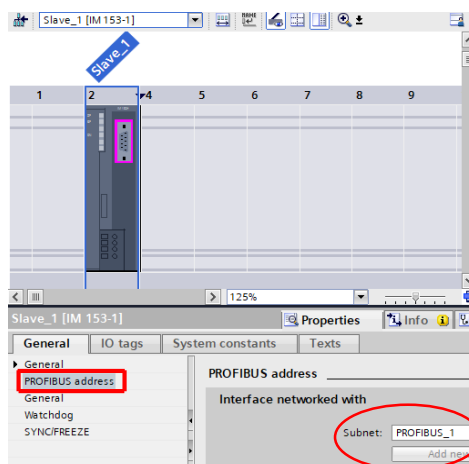 Slave_1 [IM 153-1]
Slave_1
1 2 4 5 6 7 8 9
125%
Slave_1 [IM 153-1] Properties Info
General IO tags System constants Texts
General
PROFIBUS address
General
Watchdog
SYNC/FREEZE
PROFIBUS address
Interface networked with
Subnet: PROFIBUS_1
Add new